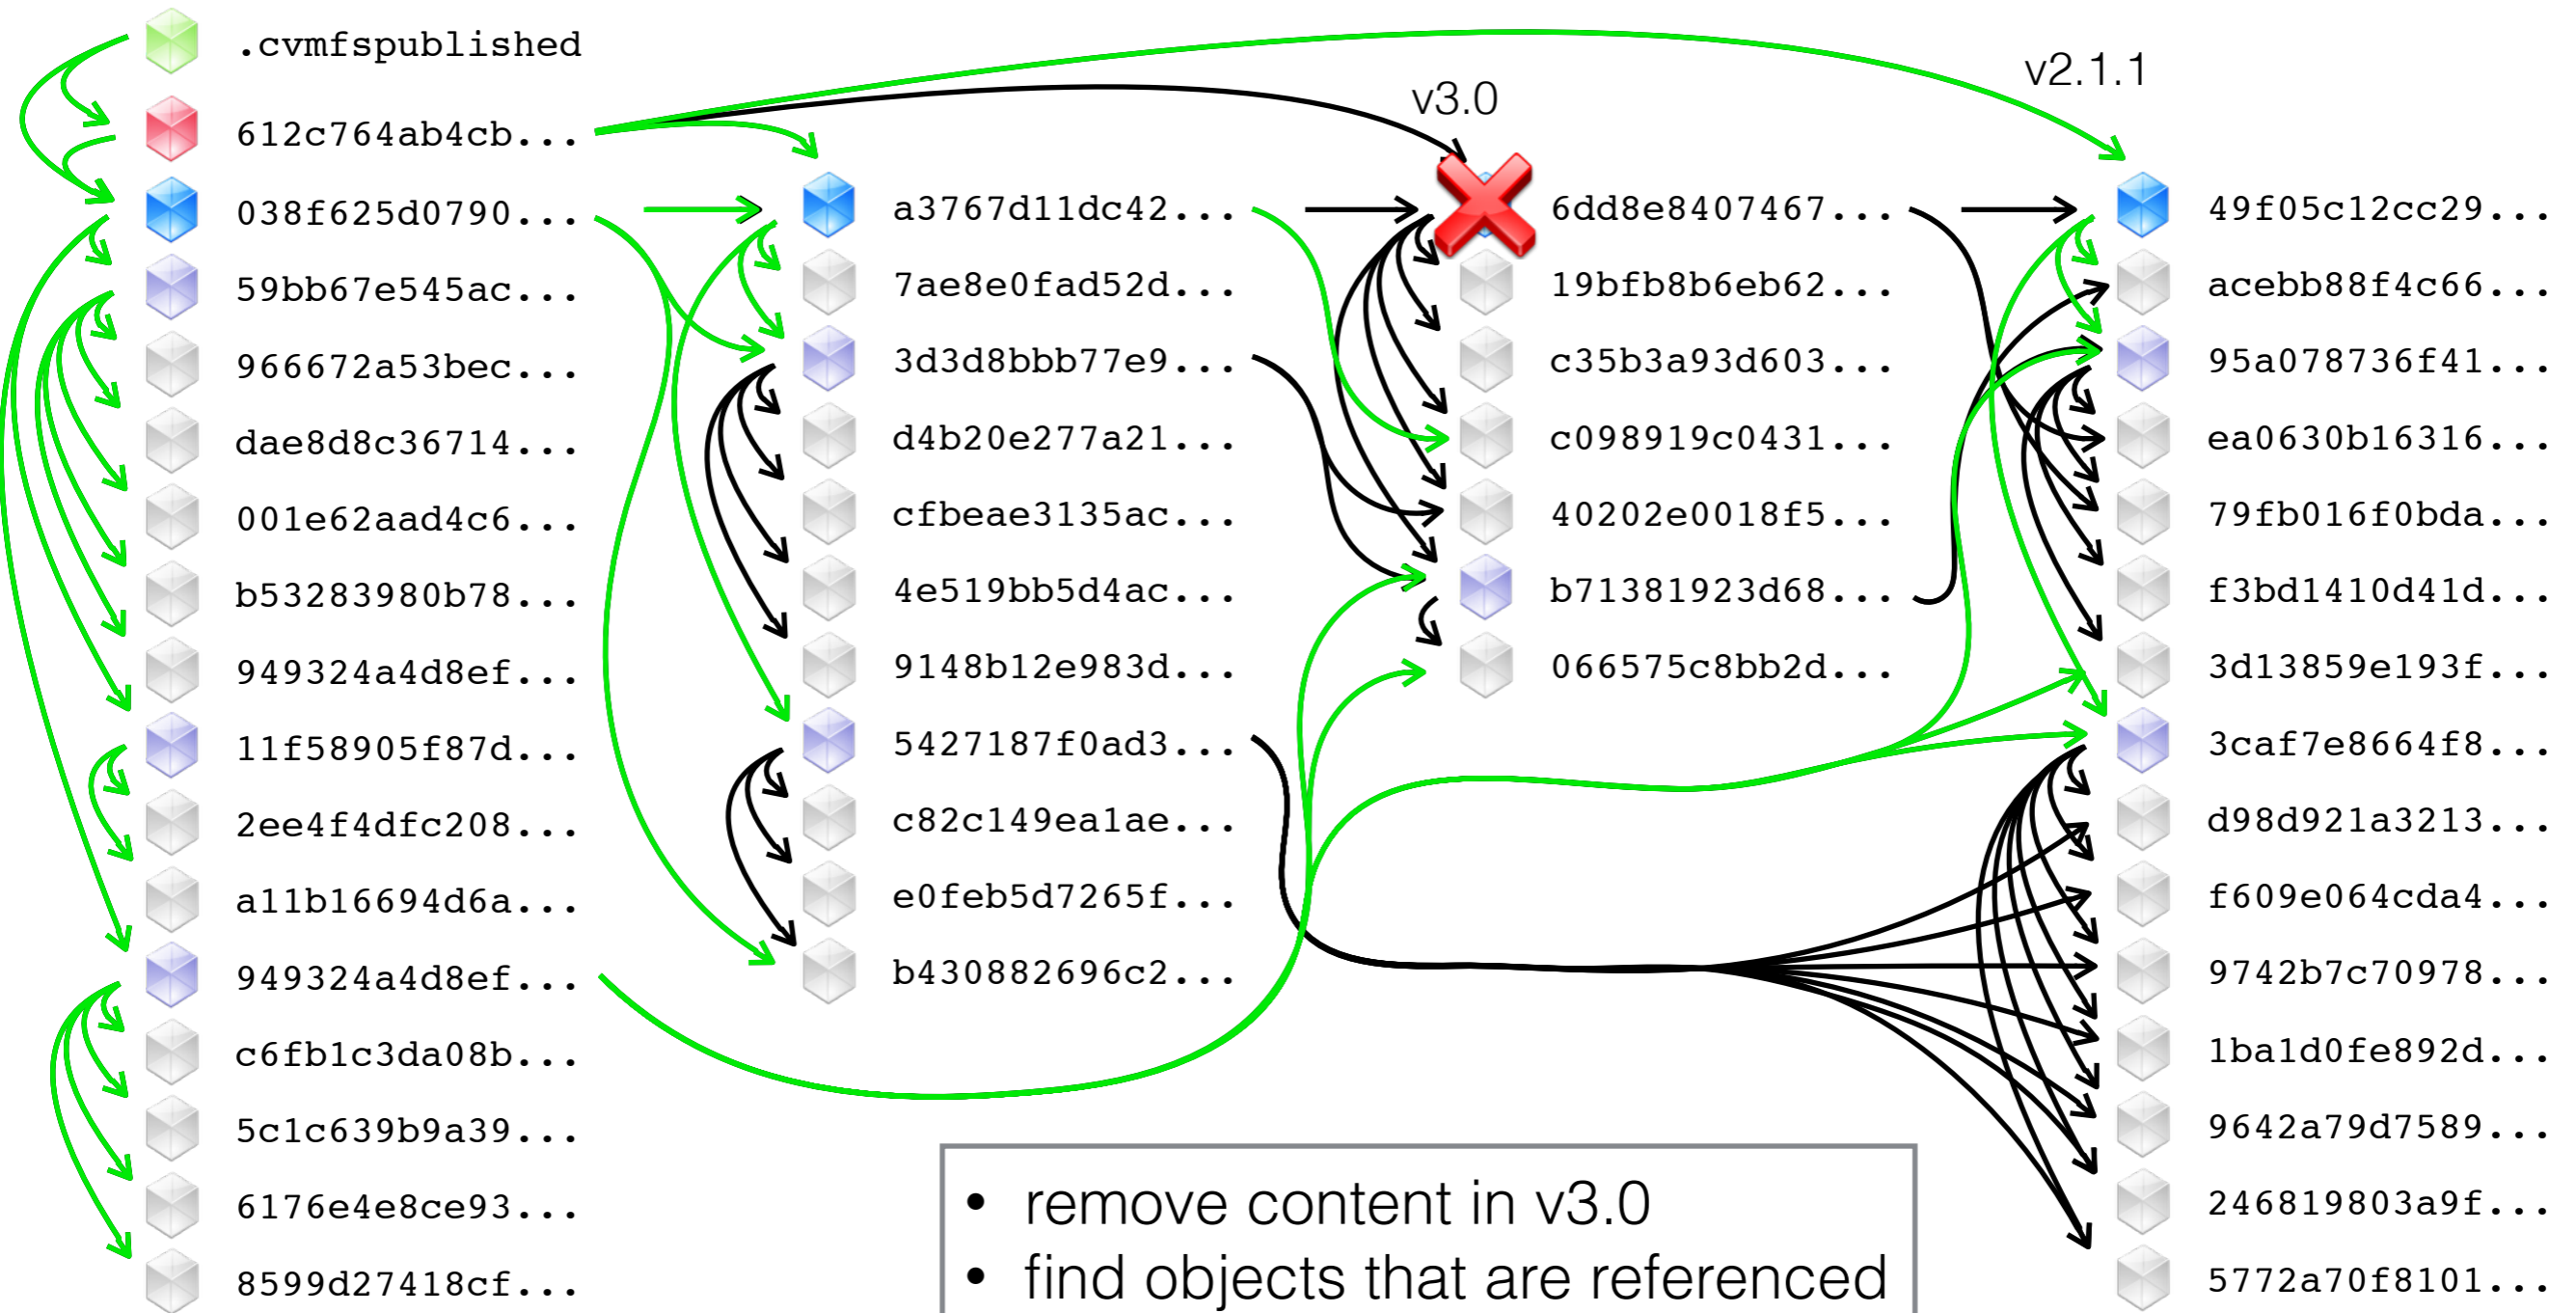 .cvmfspublished
612c764ab4cb...
038f625d0790...
59bb67e545ac...
966672a53bec...
dae8d8c36714...
001e62aad4c6...
b53283980b78...
949324a4d8ef...
11f58905f87d...
2ee4f4dfc208...
a11b16694d6a...
949324a4d8ef...
c6fb1c3da08b...
5c1c639b9a39...
6176e4e8ce93...
8599d27418cf...
a3767d11dc42...
7ae8e0fad52d...
3d3d8bbb77e9...
d4b20e277a21...
cfbeae3135ac...
4e519bb5d4ac...
9148b12e983d...
5427187f0ad3...
c82c149ea1ae...
e0feb5d7265f...
b430882696c2...
v3.0
6dd8e8407467...
19bfb8b6eb62...
c35b3a93d603...
c098919c0431...
40202e0018f5...
b71381923d68...
066575c8bb2d...
v2.1.1
49f05c12cc29...
acebb88f4c66...
95a078736f41...
ea0630b16316...
79fb016f0bda...
f3bd1410d41d...
3d13859e193f...
3caf7e8664f8...
d98d921a3213...
f609e064cda4...
9742b7c70978...
1ba1d0fe892d...
9642a79d7589...
246819803a9f...
5772a70f8101...
• remove content in v3.0
• find objects that are referenced